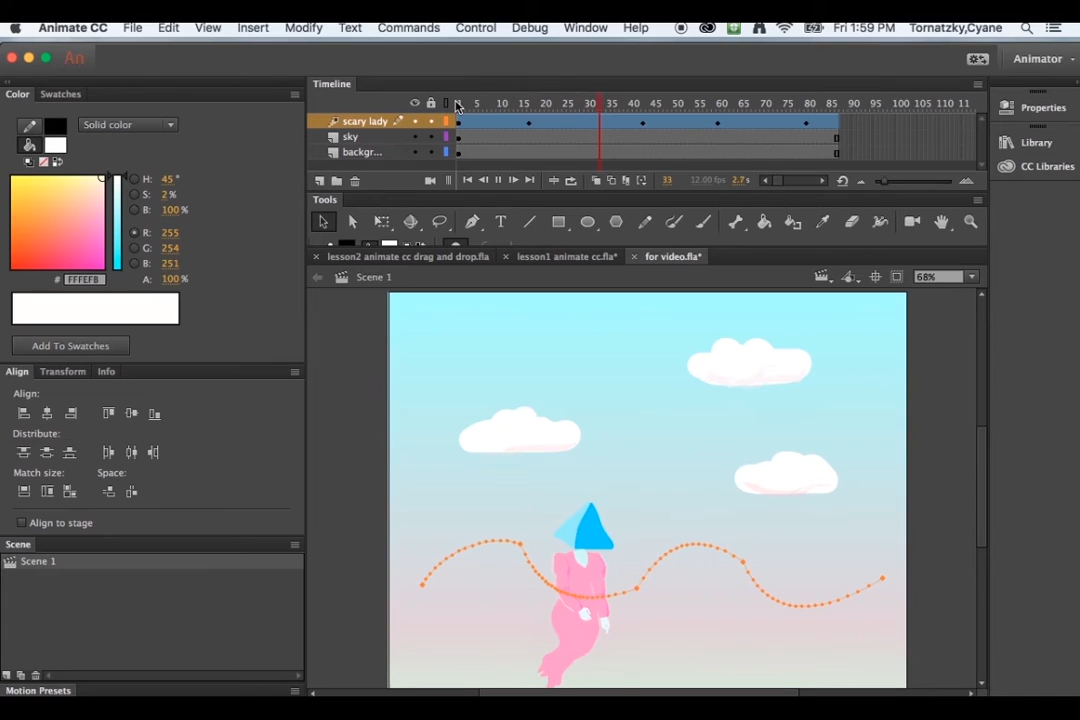 Animate CC File Edit View Insert Modify Text Commands Control Debug Window Help Fri 1:59 PM Tornatzky,Cyane
An Animator
Color Swatches
Timeline
Properties
Library
CC Libraries
5 10 15 20 25 30 35 40 45 50 55 60 65 70 75 80 85 90 95 100 105 110 11
scary lady
sky
backgr...
33 12.00 fps 2.7s
Tools
Solid color
H: 45 °
S: 2 %
B: 100 %
R: 255
G: 254
B: 251
A: 100 %
# FFFEFB
Add To Swatches
lesson2 animate cc drag and drop.fla lesson1 animate cc.fla* for video.fla*
Scene 1 68%
Align Transform Info
Align:
Distribute:
Match size: Space:
Align to stage
Scene
Scene 1
Motion Presets